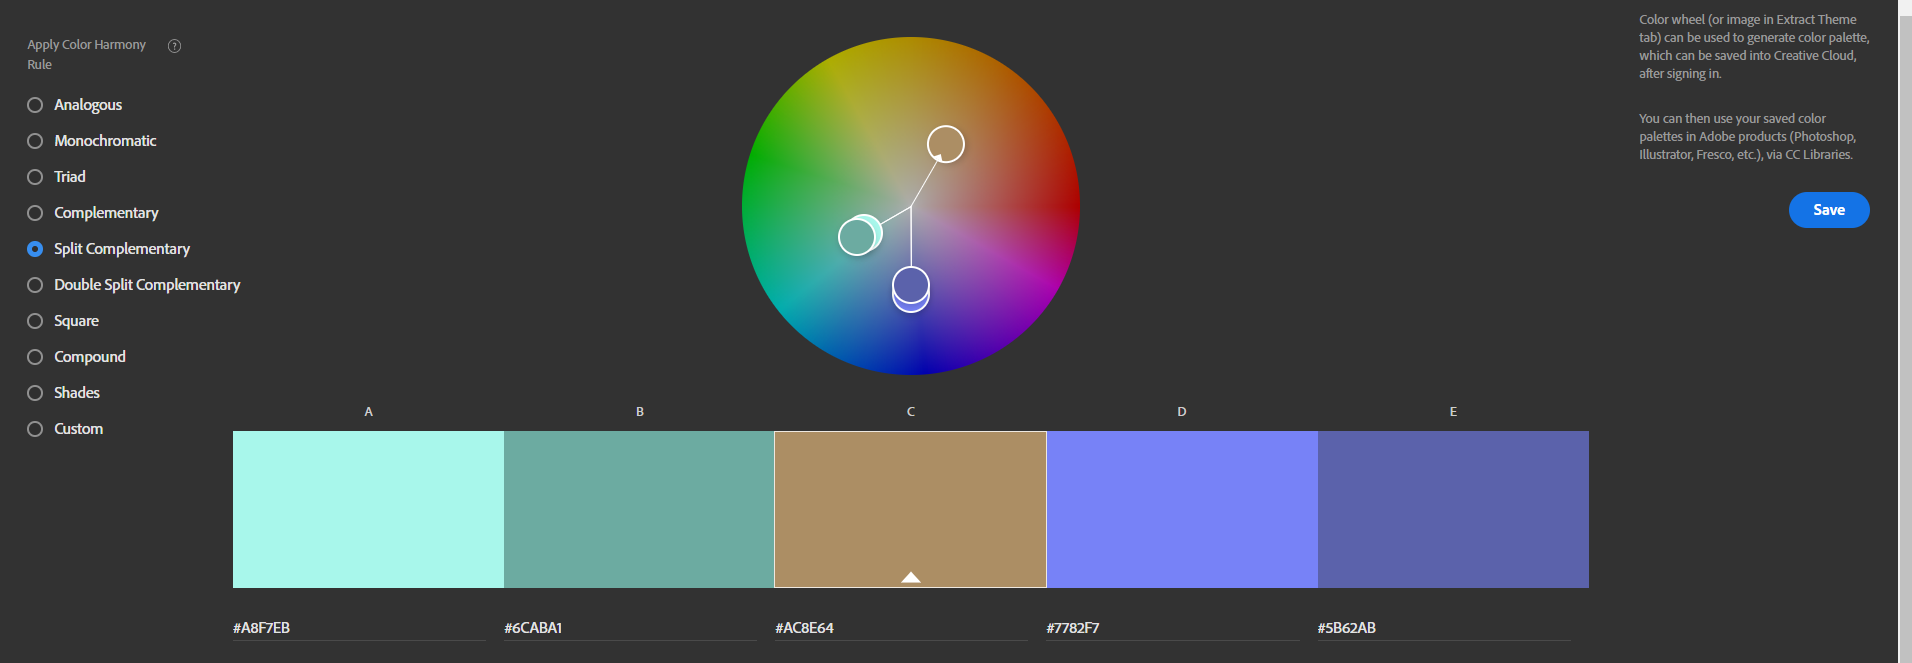 Apply Color Harmony
Rule
?
Analogous
Monochromatic
Triad
Complementary
Split Complementary
Double Split Complementary
Square
Compound
Shades
Custom
Color wheel (or image in Extract Theme
tab) can be used to generate color palette,
which can be saved into Creative Cloud,
after signing in.
You can then use your saved color
palettes in Adobe products (Photoshop,
Illustrator, Fresco, etc.), via CC Libraries.
Save
A B C D E
#A8F7EB #6CABA1 #AC8E64 #7782F7 #5B62AB